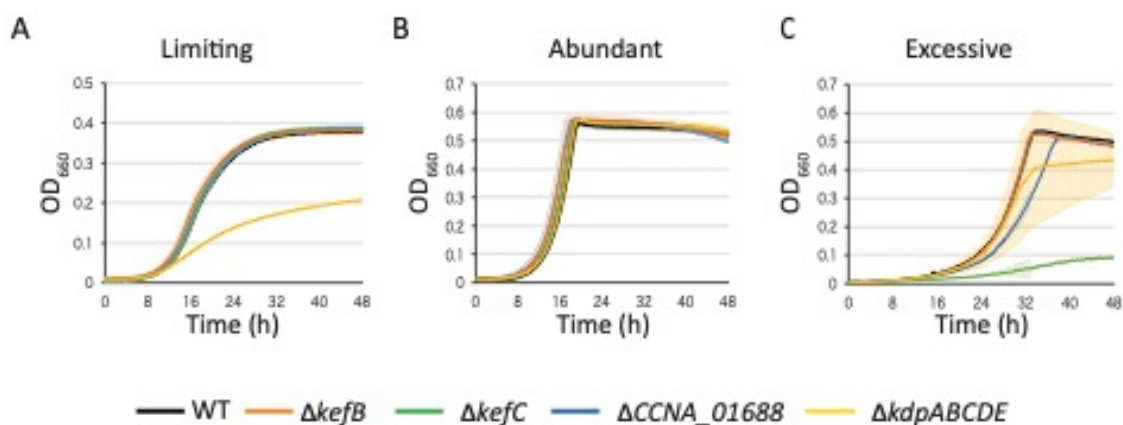 A
Limiting
OD660
0.5
0.4
0.3
0.2
0.1
0
0 8 16 24 32 40 48
Time (h)
B
Abundant
OD660
0.7
0.6
0.5
0.4
0.3
0.2
0.1
0
0 8 16 24 32 40 48
Time (h)
C
Excessive
OD660
0.7
0.6
0.5
0.4
0.3
0.2
0.1
0
0 8 16 24 32 40 48
Time (h)
WT ΔkefB ΔkefC ΔCCNA_01688 ΔkdpABCDE